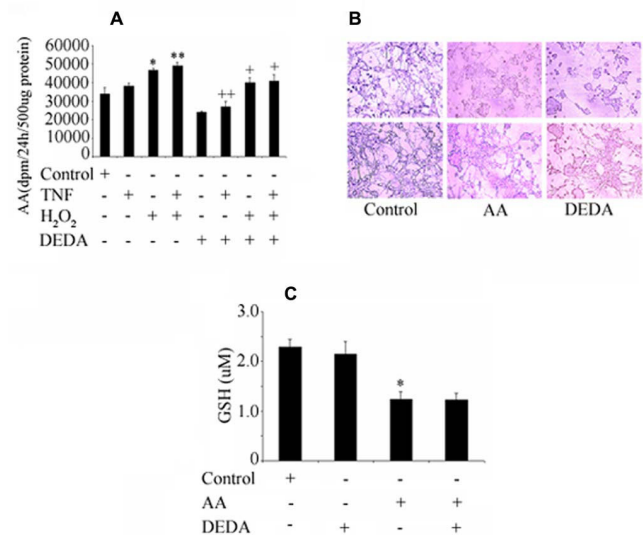 A
AA(dpm/24h/500ug protein)
60000
50000
40000
30000
20000
10000
0
* ** ++ + +
Control + - - - - - - -
TNF - + - + - + - +
H₂O₂ - - + + - - + +
DEDA - - - - + + + +
B
Control AA DEDA
C
GSH (uM)
3.0
2.0
1.0
.0
*
Control + - - -
AA - - + +
DEDA - + - +